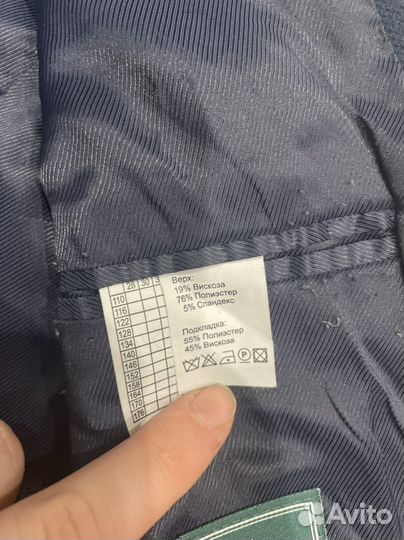 28 30 3
110
116
122
128
134
140
146
152
158
164
170
176
Верх:
19% Вискоза
76% Полиэстер
5% Спандекс
Подкладка:
55% Полиэстер
45% Вискоза
P
Avito